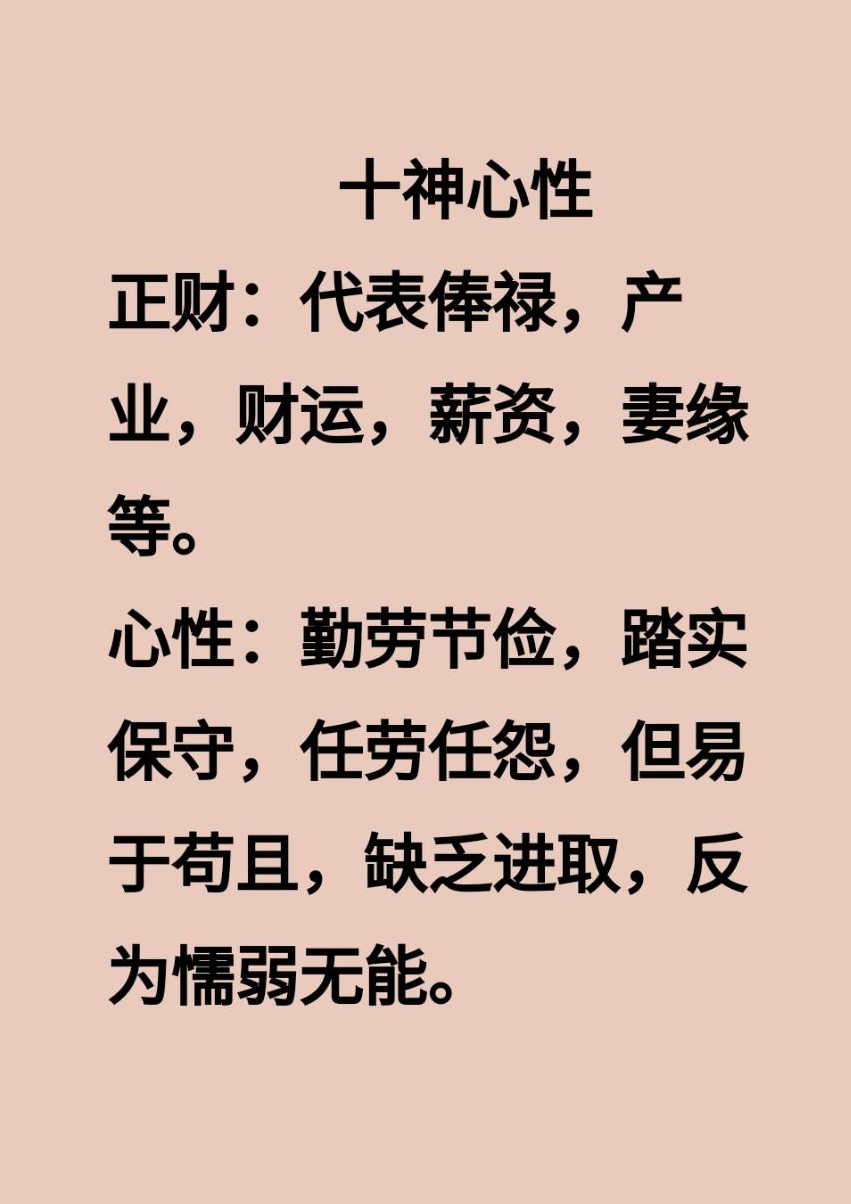 十神心性
正财：代表俸禄，产
业，财运，薪资，妻缘
等。
心性：勤劳节俭，踏实
保守，任劳任怨，但易
于苟且，缺乏进取，反
为懦弱无能。